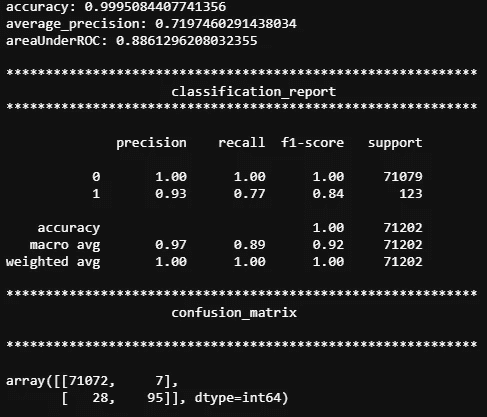 accuracy: 0.9995084407741356
average_precision: 0.7197460291438034
areaUnderROC: 0.8861296208032355
************************************************************
classification_report
************************************************************
precision recall f1-score support
0 1.00 1.00 1.00 71079
1 0.93 0.77 0.84 123
accuracy 1.00 71202
macro avg 0.97 0.89 0.92 71202
weighted avg 1.00 1.00 1.00 71202
************************************************************
confusion_matrix
************************************************************
array([[71072, 7],
[ 28, 95]], dtype=int64)